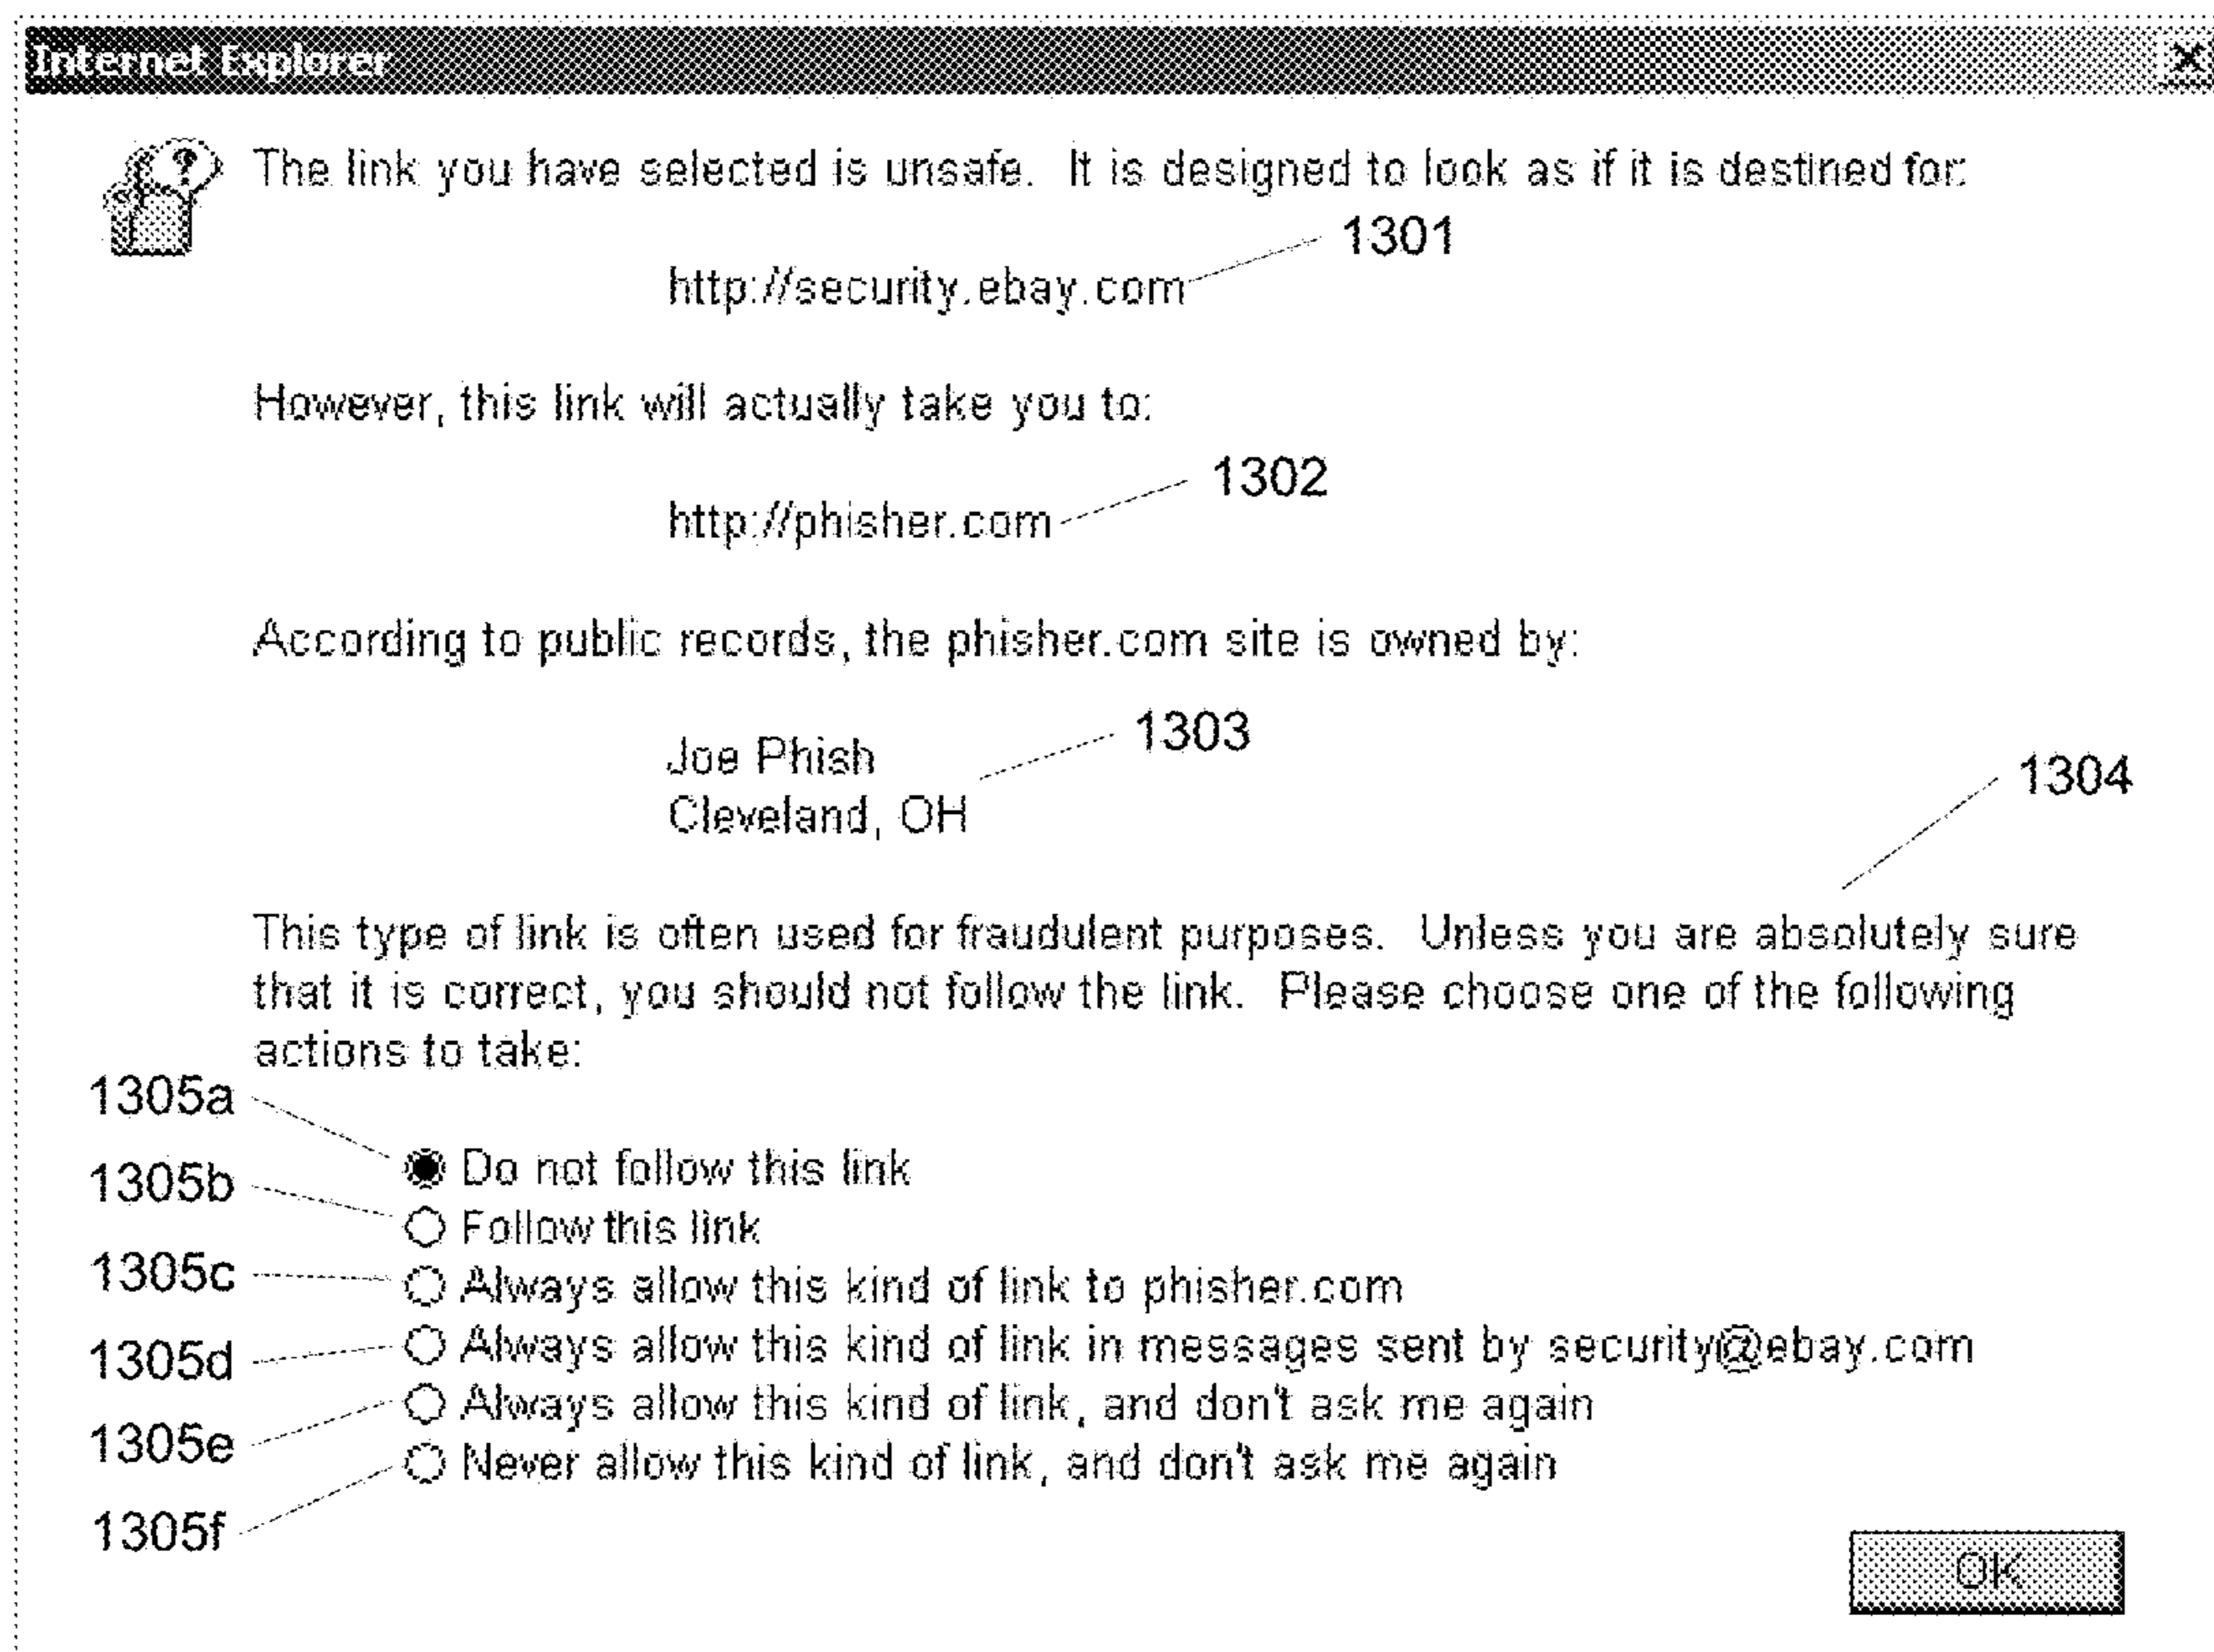 Internet Explorer
The link you have selected is unsafe. It is designed to look as if it is destined for:
1301
http://security.ebay.com
However, this link will actually take you to:
1302
http://phisher.com
According to public records, the phisher.com site is owned by:
1303
Joe Phish
1304
Cleveland, OH
This type of link is often used for fraudulent purposes. Unless you are absolutely sure
that it is correct, you should not follow the link. Please choose one of the following
actions to take:
1305a
Do not follow this link
1305b
Follow this link
1305c
Always allow this kind of link to phisher.com
1305d
Always allow this kind of link in messages sent by security@ebay.com
1305e
Always allow this kind of link, and don't ask me again
1305f
Never allow this kind of link, and don't ask me again
OK